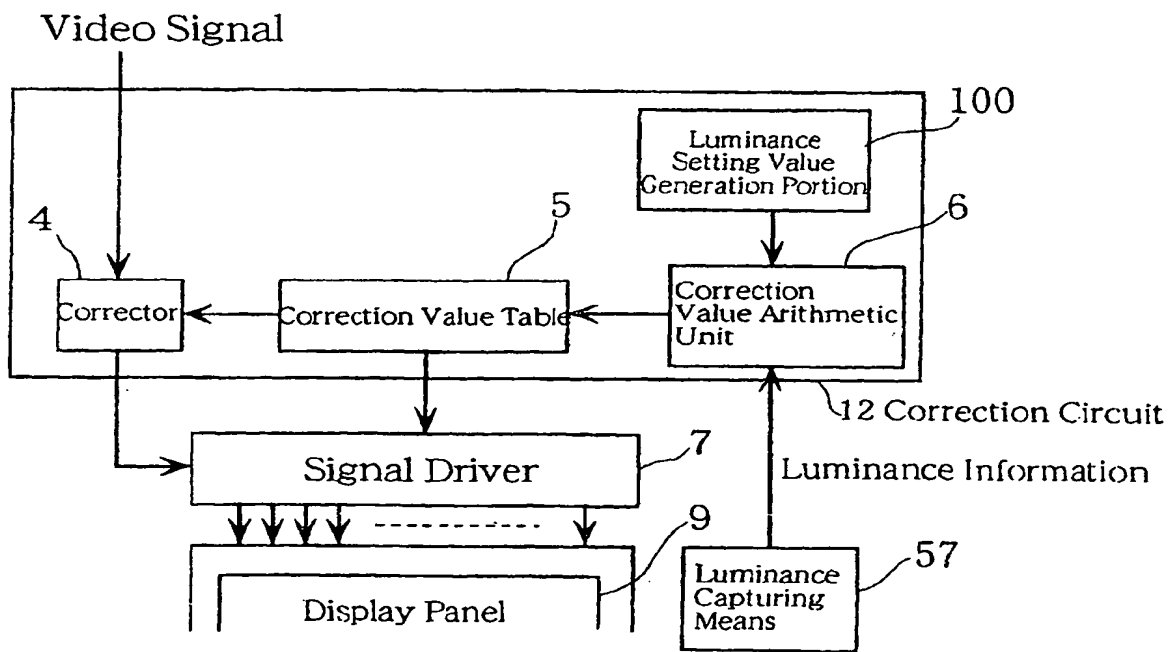 Video Signal
100
Luminance
Setting Value
Generation Portion
4
5
6
Corrector
Correction Value Table
Correction
Value Arithmetic
Unit
12 Correction Circuit
7
Signal Driver
Luminance Information
9
57
Display Panel
Luminance
Capturing
Means